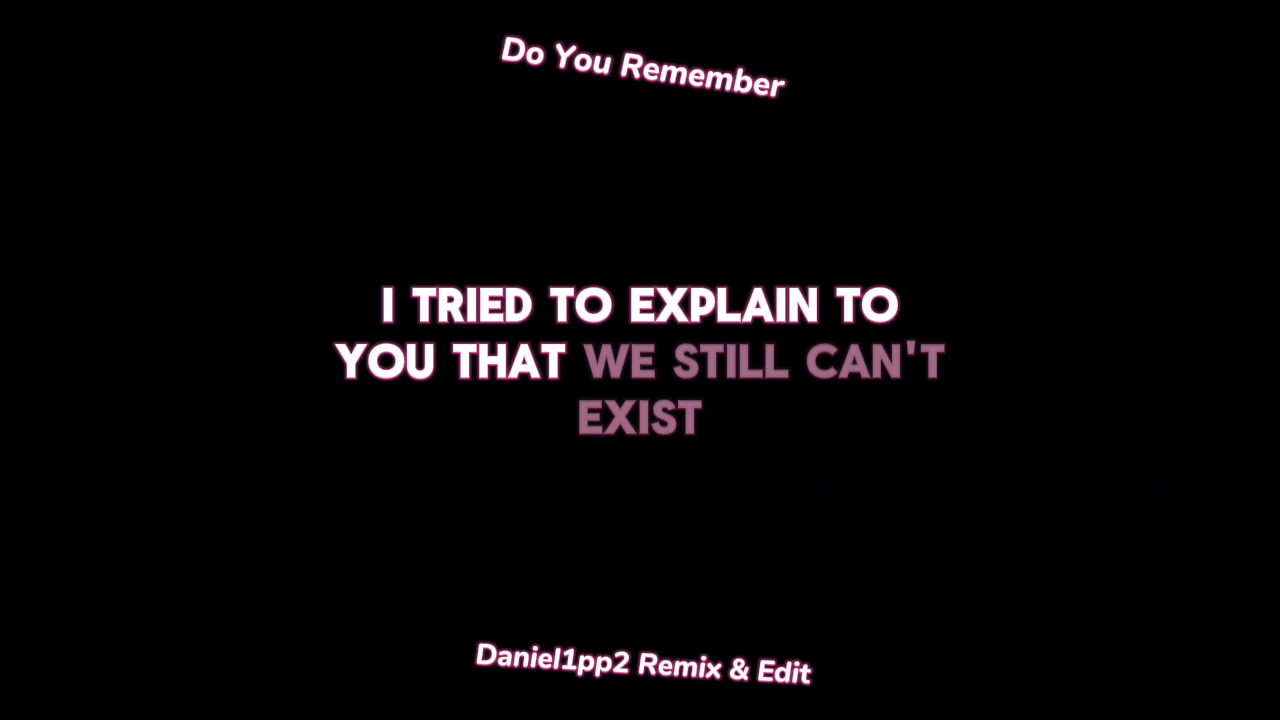 Do You Remember
I TRIED TO EXPLAIN TO
YOU THAT WE STILL CAN'T
EXIST
Daniel1pp2 Remix & Edit